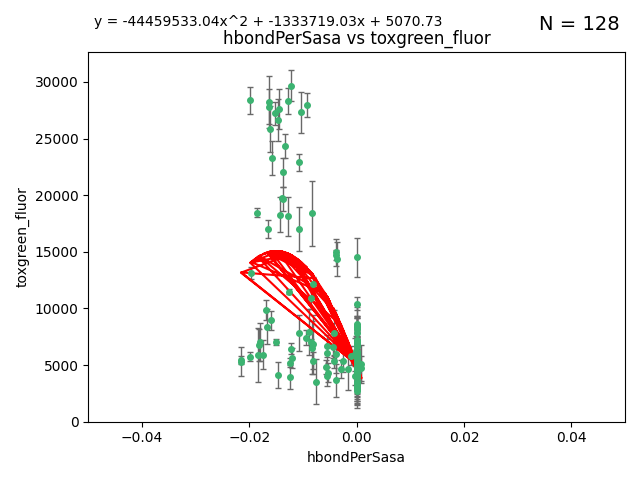 y = -44459533.04x^2 + -1333719.03x + 5070.73
N = 128
hbondPerSasa vs toxgreen_fluor
30000
25000
20000
15000
10000
5000
0
toxgreen_fluor
−0.04
−0.02
0.00
0.02
0.04
hbondPerSasa